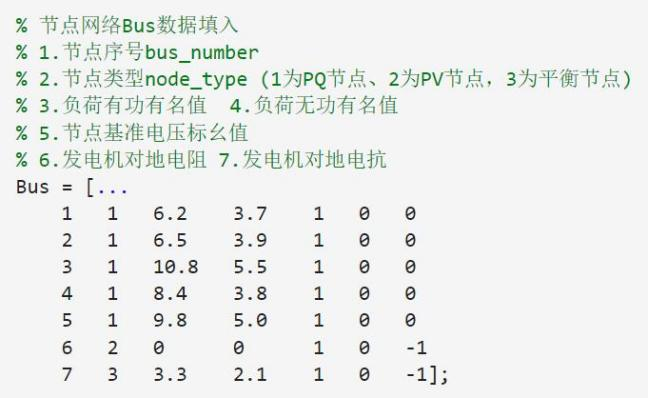 % 节点网络Bus数据填入
% 1.节点序号bus_number
% 2.节点类型node_type (1为PQ节点、2为PV节点，3为平衡节点)
% 3.负荷有功有名值  4.负荷无功有名值
% 5.节点基准电压标幺值
% 6.发电机对地电阻 7.发电机对地电抗
Bus = [...
1 1 6.2 3.7 1 0 0
2 1 6.5 3.9 1 0 0
3 1 10.8 5.5 1 0 0
4 1 8.4 3.8 1 0 0
5 1 9.8 5.0 1 0 0
6 2 0 0 1 0 -1
7 3 3.3 2.1 1 0 -1];